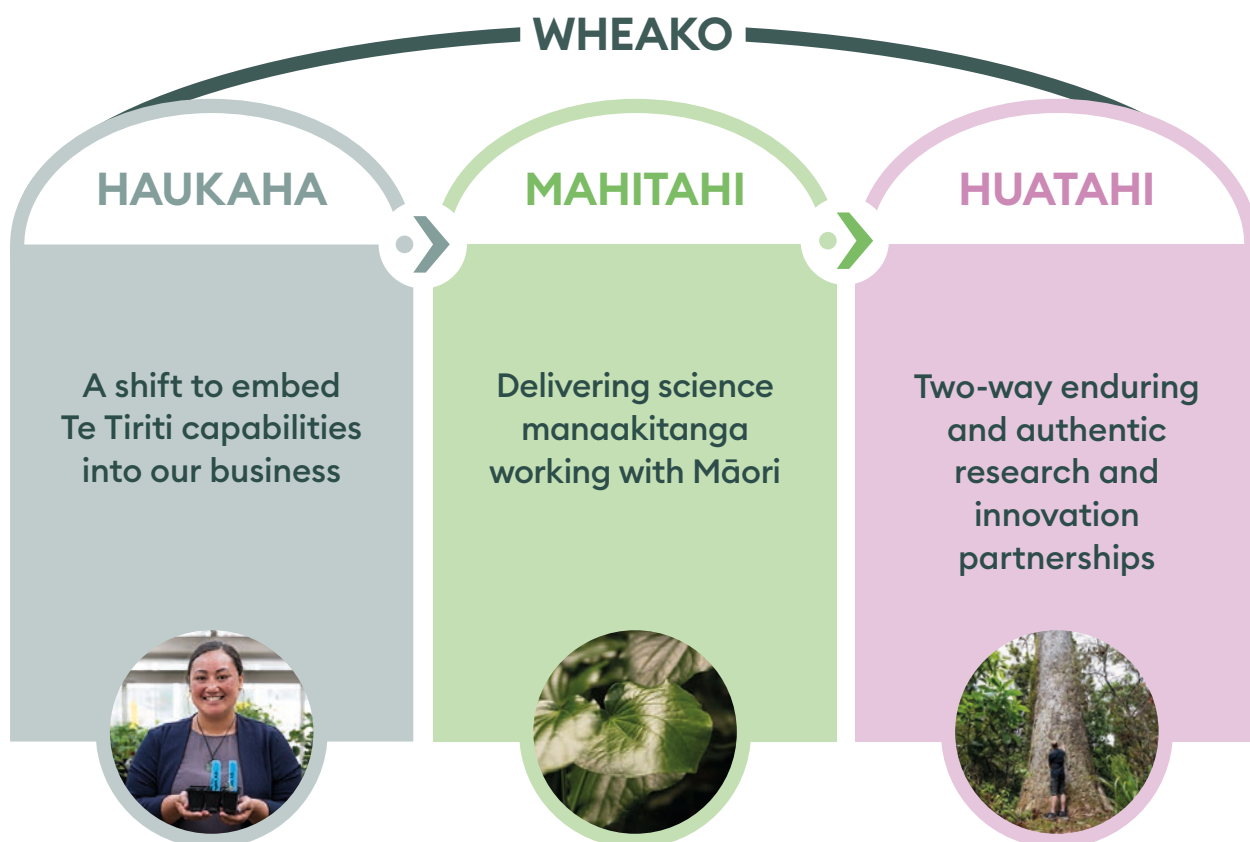 WHEAKO
HAUKAHA
A shift to embed
Te Tiriti capabilities
into our business
MAHITAHI
Delivering science
manaakitanga
working with Māori
HUATAHI
Two-way enduring
and authentic
research and
innovation
partnerships